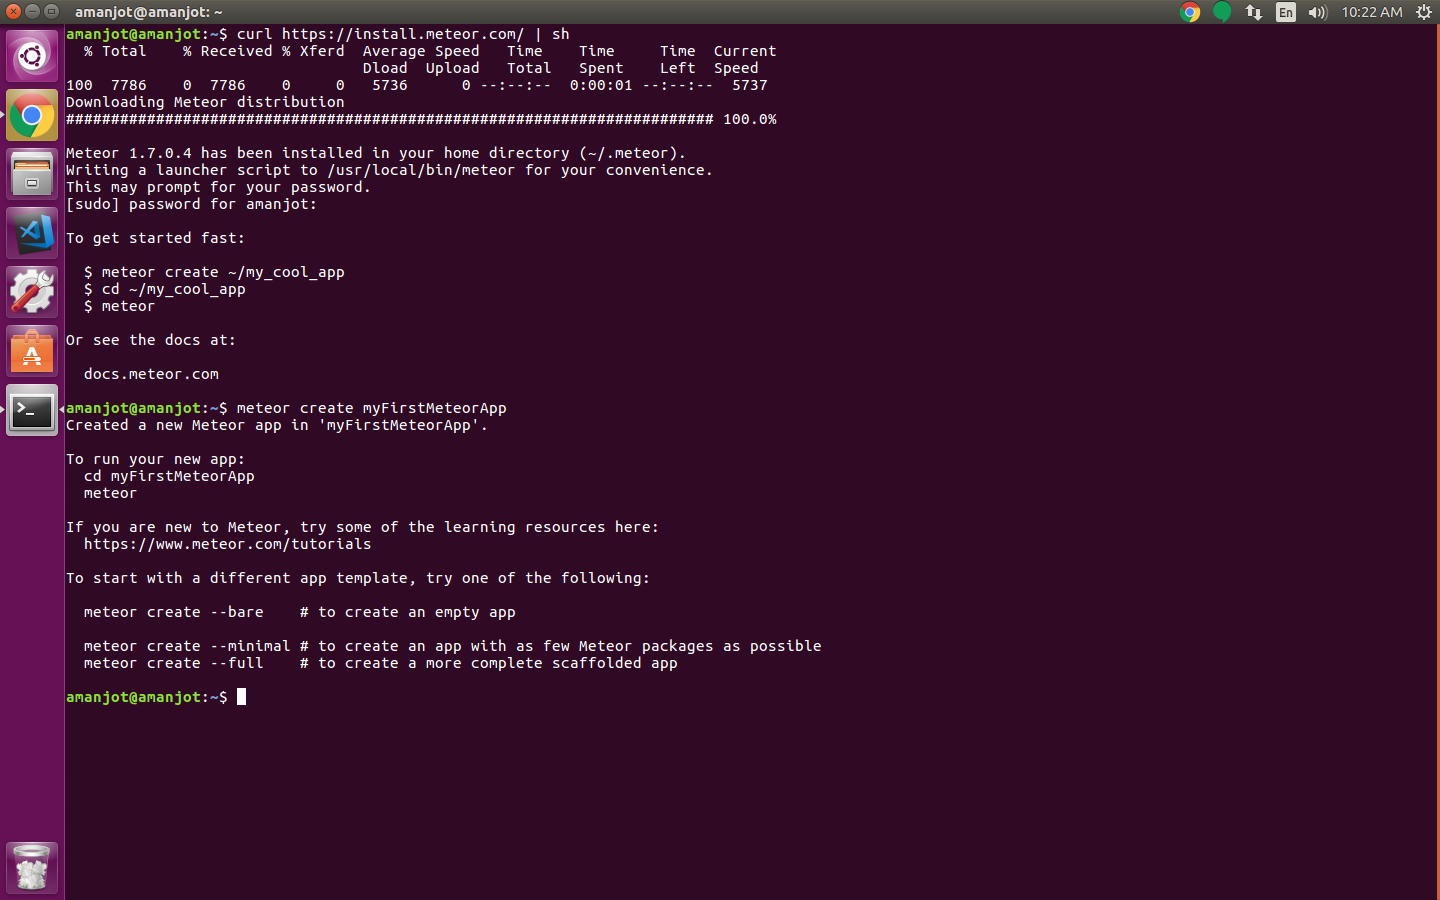 amanjot@amanjot: ~
En
10:22 AM
amanjot@amanjot:~$ curl https://install.meteor.com/ | sh
  % Total    % Received % Xferd  Average Speed   Time    Time     Time  Current
                                 Dload  Upload   Total   Spent    Left  Speed
100  7786    0  7786    0     0   5736      0 --:--:--  0:00:01 --:--:--  5737
Downloading Meteor distribution
######################################################################## 100.0%
Meteor 1.7.0.4 has been installed in your home directory (~/.meteor).
Writing a launcher script to /usr/local/bin/meteor for your convenience.
This may prompt for your password.
[sudo] password for amanjot:
To get started fast:
  $ meteor create ~/my_cool_app
  $ cd ~/my_cool_app
  $ meteor
Or see the docs at:
  docs.meteor.com
amanjot@amanjot:~$ meteor create myFirstMeteorApp
Created a new Meteor app in 'myFirstMeteorApp'.
To run your new app:
  cd myFirstMeteorApp
  meteor
If you are new to Meteor, try some of the learning resources here:
  https://www.meteor.com/tutorials
To start with a different app template, try one of the following:
  meteor create --bare    # to create an empty app
  meteor create --minimal # to create an app with as few Meteor packages as possible
  meteor create --full    # to create a more complete scaffolded app
amanjot@amanjot:~$